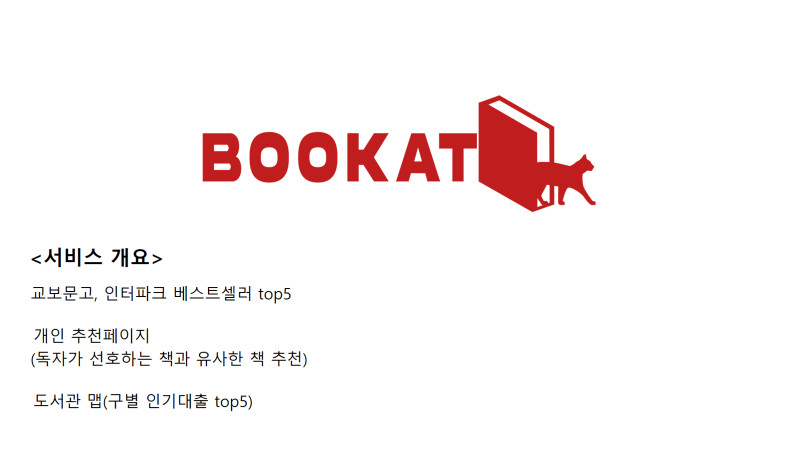 BOOKAT
<서비스 개요>
교보문고, 인터파크 베스트셀러 top5
개인 추천페이지
(독자가 선호하는 책과 유사한 책 추천)
도서관 맵(구별 인기대출 top5)